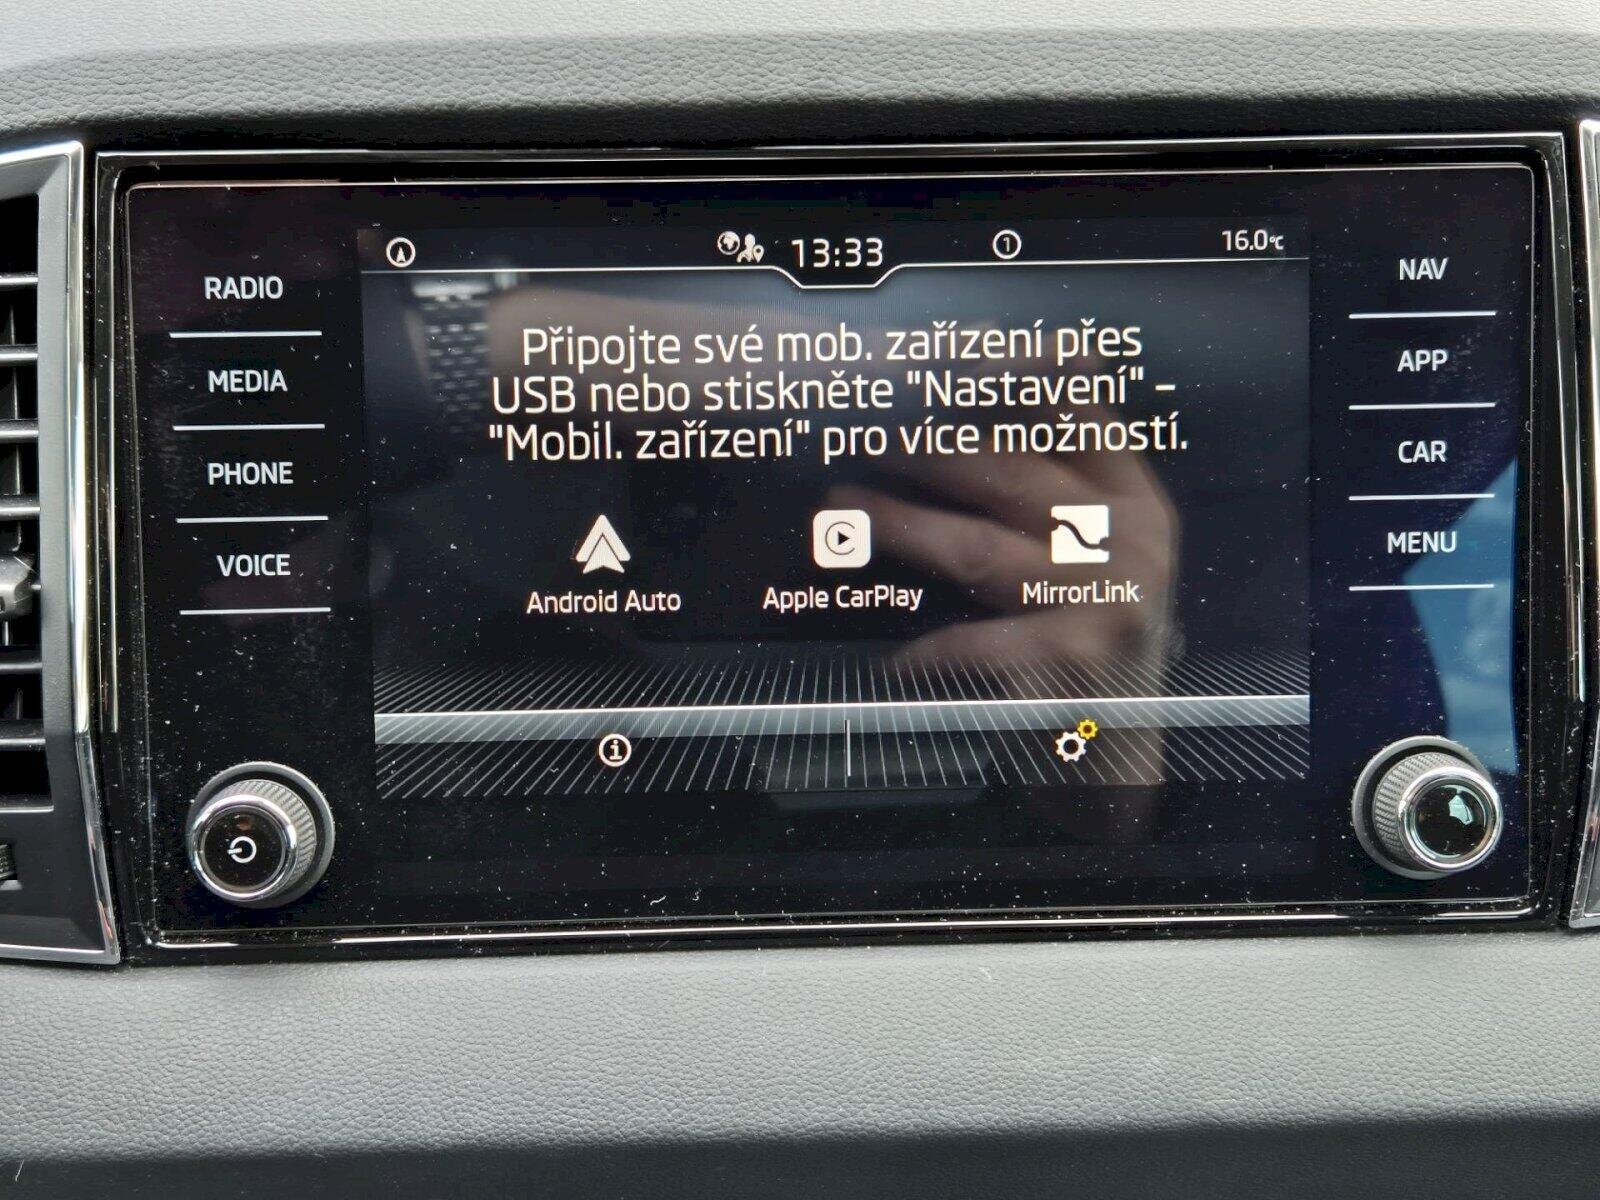 13:33
1
16.0°C
RADIO
MEDIA
PHONE
VOICE
Připojte své mob. zařízení přes
USB nebo stiskněte "Nastavení" –
"Mobil. zařízení" pro více možností.
Android Auto
Apple CarPlay
MirrorLink
NAV
APP
CAR
MENU